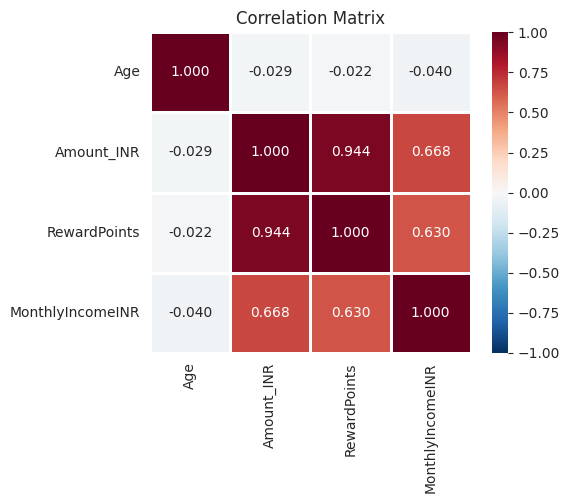 Correlation Matrix
Age
1.000
-0.029
-0.022
-0.040
Amount_INR
-0.029
1.000
0.944
0.668
RewardPoints
-0.022
0.944
1.000
0.630
MonthlyIncomeINR
-0.040
0.668
0.630
1.000
Age
Amount_INR
RewardPoints
MonthlyIncomeINR
1.00
0.75
0.50
0.25
0.00
−0.25
−0.50
−0.75
−1.00